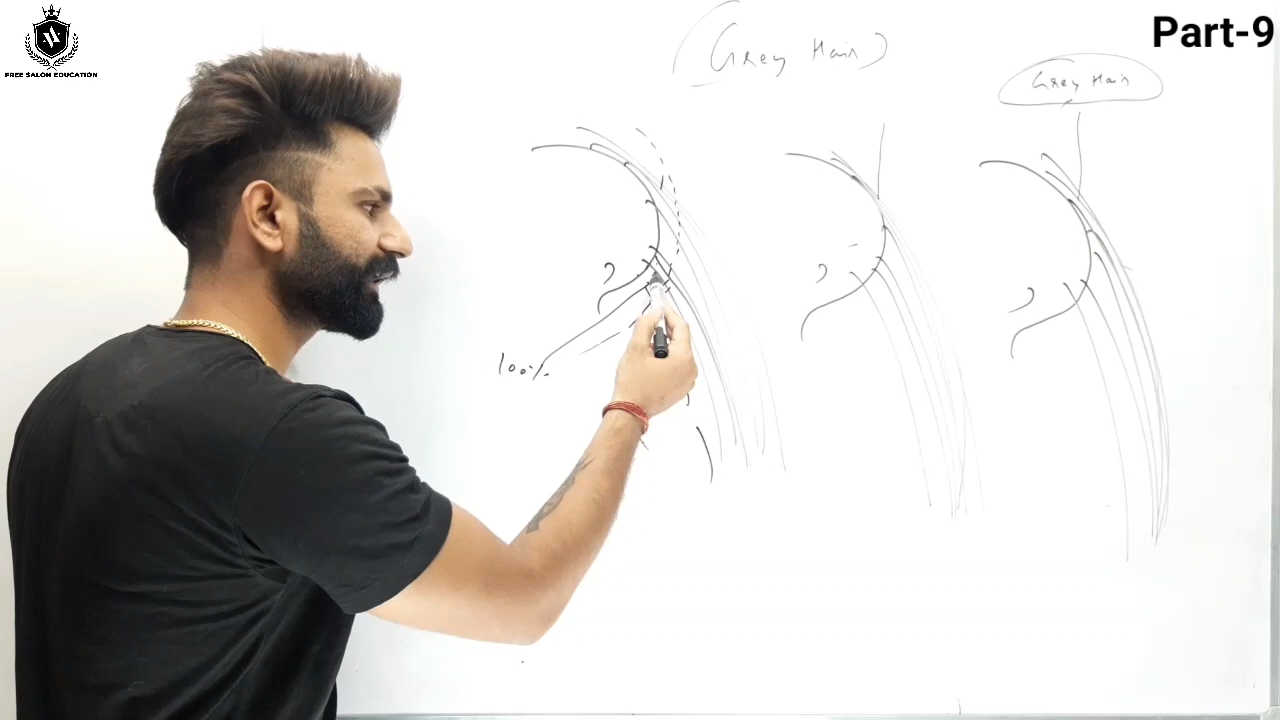 FREE SALON EDUCATION
Part-9
(Grey Hair)
Grey Hair
100%